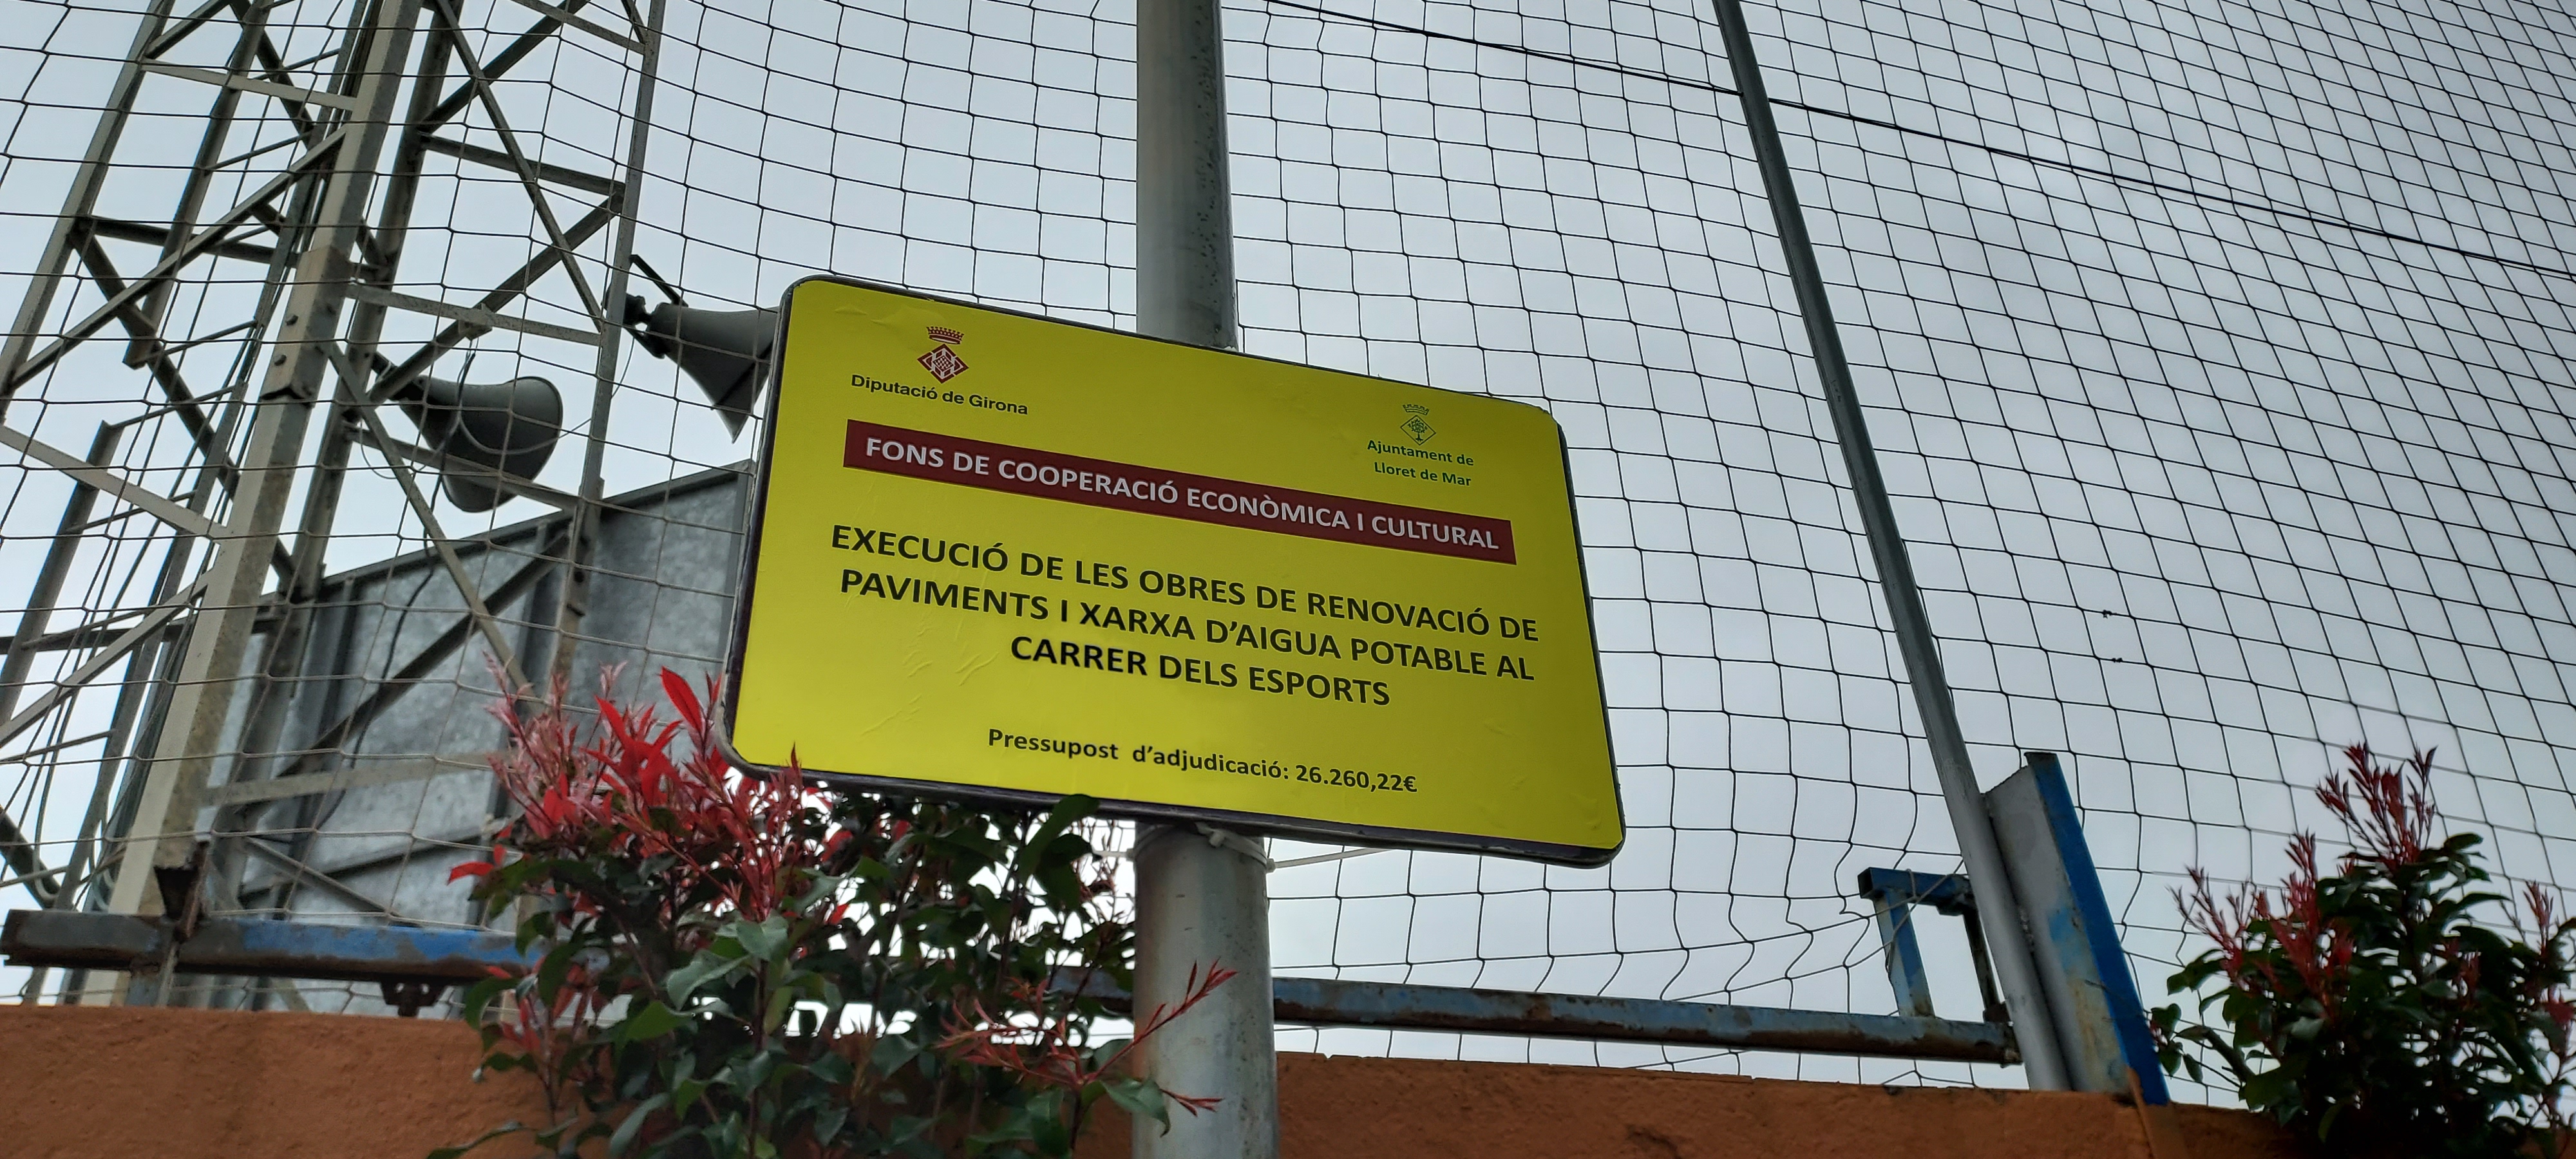 Diputació de Girona
Ajuntament de
Lloret de Mar
FONS DE COOPERACIÓ ECONÒMICA I CULTURAL
EXECUCIÓ DE LES OBRES DE RENOVACIÓ DE
PAVIMENTS I XARXA D'AIGUA POTABLE AL
CARRER DELS ESPORTS
Pressupost d'adjudicació: 26.260,22€